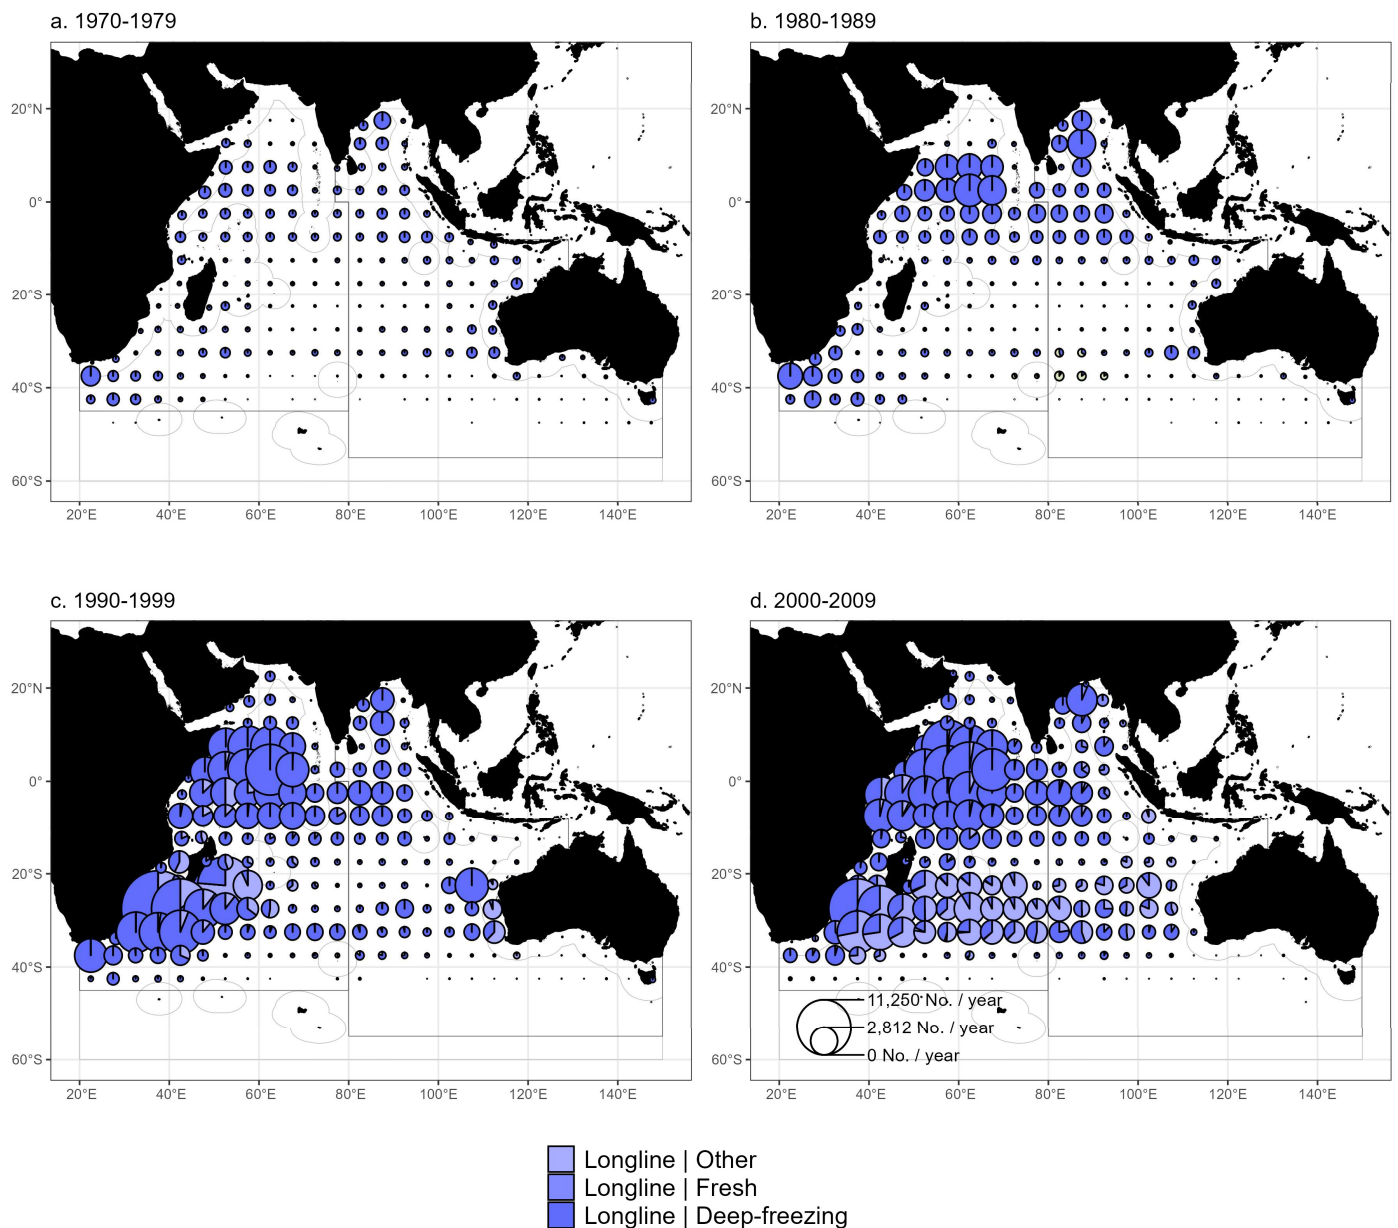 a. 1970-1979
b. 1980-1989
20°N
0°
20°S
40°S
60°S
20°E 40°E 60°E 80°E 100°E 120°E 140°E
20°N
0°
20°S
40°S
60°S
20°E 40°E 60°E 80°E 100°E 120°E 140°E
c. 1990-1999
d. 2000-2009
20°N
0°
20°S
40°S
60°S
20°E 40°E 60°E 80°E 100°E 120°E 140°E
20°N
0°
20°S
40°S
60°S
11,250 No. / year
2,812 No. / year
0 No. / year
20°E 40°E 60°E 80°E 100°E 120°E 140°E
Longline | Other
Longline | Fresh
Longline | Deep-freezing